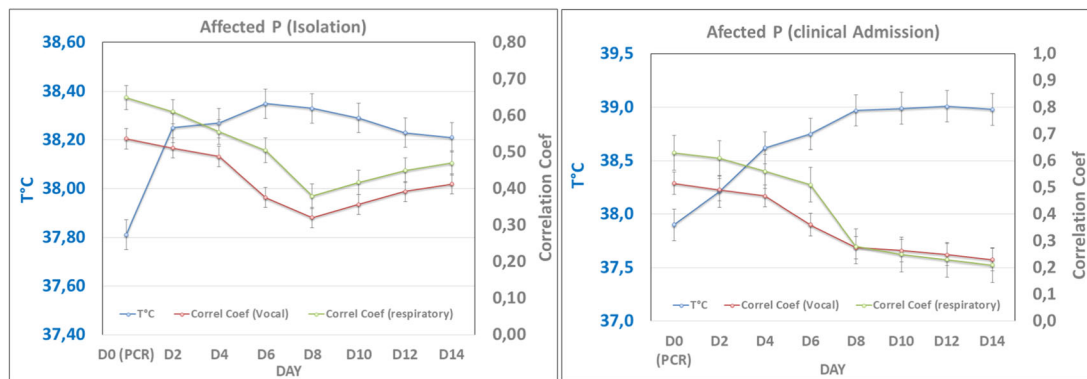 Affected P (Isolation)
38,60
38,40
38,20
38,00
37,80
37,60
37,40
T°C
0,80
0,70
0,60
0,50
0,40
0,30
0,20
0,10
0,00
Correlation Coef
T°C Correl Coef (Vocal) Correl Coef (respiratory)
D0 (PCR) D2 D4 D6 D8 D10 D12 D14
DAY
Afected P (clinical Admission)
39,5
39,0
38,5
38,0
37,5
37,0
T°C
1,0
0,9
0,8
0,7
0,6
0,5
0,4
0,3
0,2
0,1
0,0
Correlation Coef
T°C Correl Coef (Vocal) Correl Coef (respiratory)
D0 D2 D4 D6 D8 D10 D12 D14
(PCR)
DAY